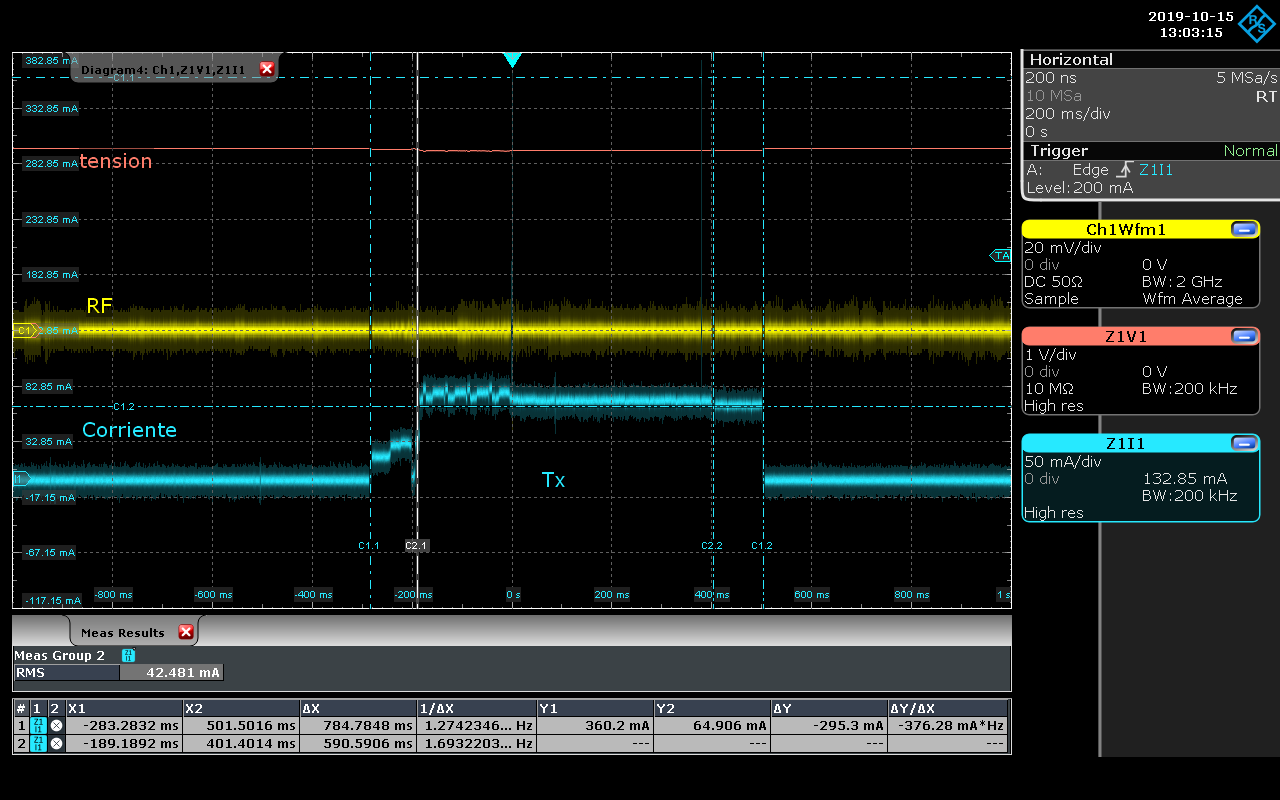 2019-10-15
13:03:15
R S
Diagram4: Ch1,Z1V1,Z1I1
382.85 mA
C1.1
332.85 mA
tension
282.85 mA
232.85 mA
182.85 mA
TA
RF
C1
82.85 mA
C1.2
Corriente
32.85 mA
I1
-17.15 mA
Tx
C1.1
C2.1
C2.2
C1.2
-67.15 mA
-117.15 mA
-800 ms
-600 ms
-400 ms
-200 ms
0 s
200 ms
400 ms
600 ms
800 ms
1 s
Horizontal
200 ns 5 MSa/s
10 MSa RT
200 ms/div
0 s
Trigger Normal
A: Edge Z1I1
Level: 200 mA
Ch1Wfm1
20 mV/div
0 div 0 V
DC 50Ω BW: 2 GHz
Sample Wfm Average
Z1V1
1 V/div
0 div 0 V
10 MΩ BW:200 kHz
High res
Z1I1
50 mA/div
0 div 132.85 mA
BW:200 kHz
High res
Meas Results
Meas Group 2 Z1 I1
RMS 42.481 mA
# 1 2 X1 X2 ΔX 1/ΔX Y1 Y2 ΔY ΔY/ΔX
1 Z1 I1 -283.2832 ms 501.5016 ms 784.7848 ms 1.2742346... Hz 360.2 mA 64.906 mA -295.3 mA -376.28 mA*Hz
2 Z1 I1 -189.1892 ms 401.4014 ms 590.5906 ms 1.6932203... Hz --- --- --- ---